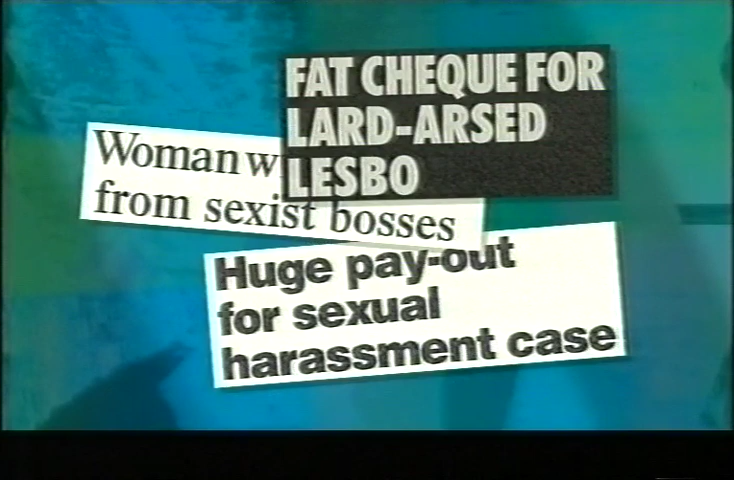 FAT CHEQUE FOR
LARD-ARSED
LESBO
Woman w
from sexist bosses
Huge pay-out
for sexual
harassment case